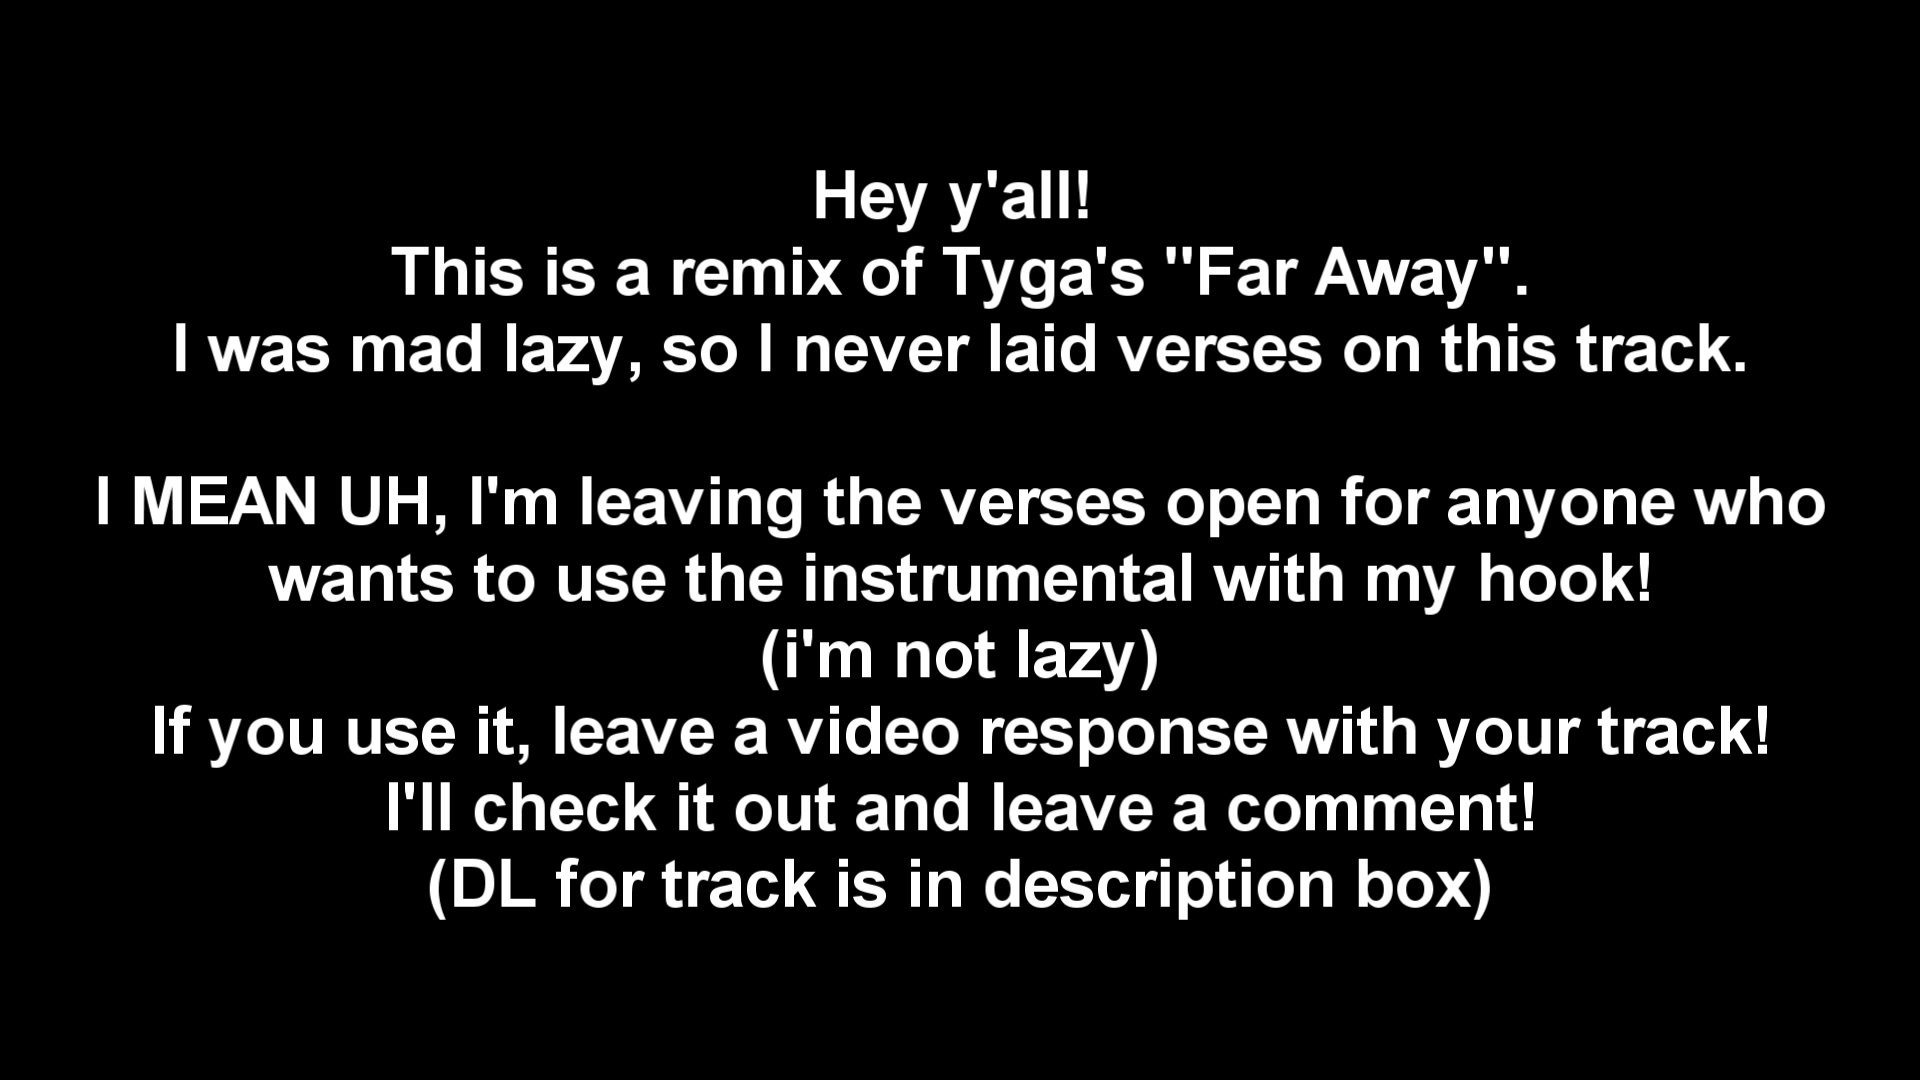 Hey y'all!
This is a remix of Tyga's "Far Away".
I was mad lazy, so I never laid verses on this track.
I MEAN UH, I'm leaving the verses open for anyone who
wants to use the instrumental with my hook!
(i'm not lazy)
If you use it, leave a video response with your track!
I'll check it out and leave a comment!
(DL for track is in description box)